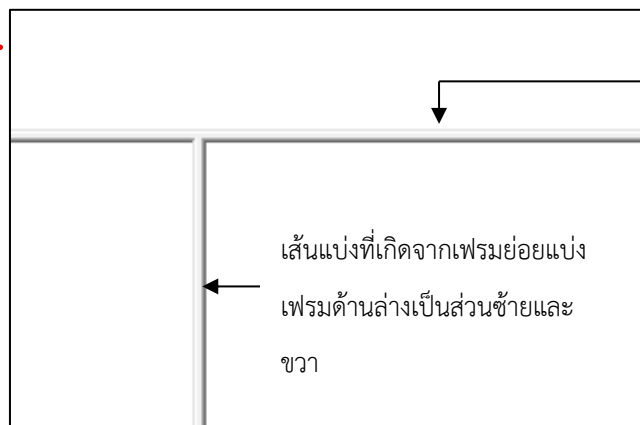 เส้นแบ่งที่เกิดจากเฟรมย่อยแบ่ง
เฟรมด้านล่างเป็นส่วนซ้ายและ
ขวา